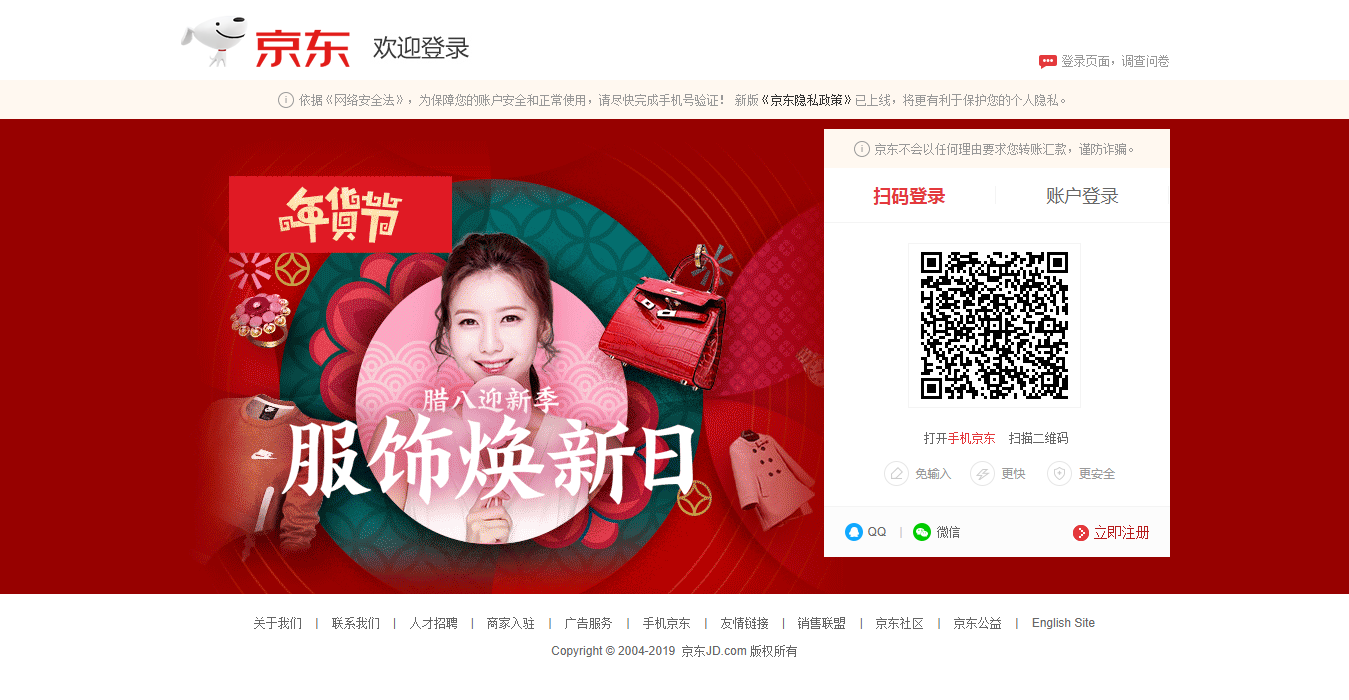 京东 欢迎登录
登录页面，调查问卷
依据《网络安全法》，为保障您的账户安全和正常使用，请尽快完成手机号验证！ 新版《京东隐私政策》已上线，将更有利于保护您的个人隐私。
京东不会以任何理由要求您转账汇款，谨防诈骗。
年货节
腊八迎新季
服饰焕新日
扫码登录 账户登录
打开手机京东 扫描二维码
免输入 更快 更安全
QQ | 微信 立即注册
关于我们 | 联系我们 | 人才招聘 | 商家入驻 | 广告服务 | 手机京东 | 友情链接 | 销售联盟 | 京东社区 | 京东公益 | English Site
Copyright © 2004-2019 京东JD.com 版权所有